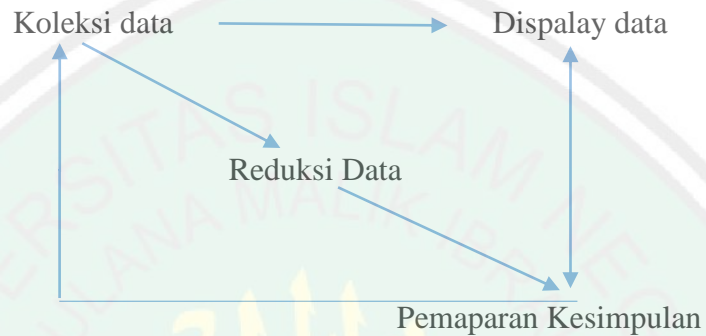 Koleksi data Dispalay data
Reduksi Data
Pemaparan Kesimpulan